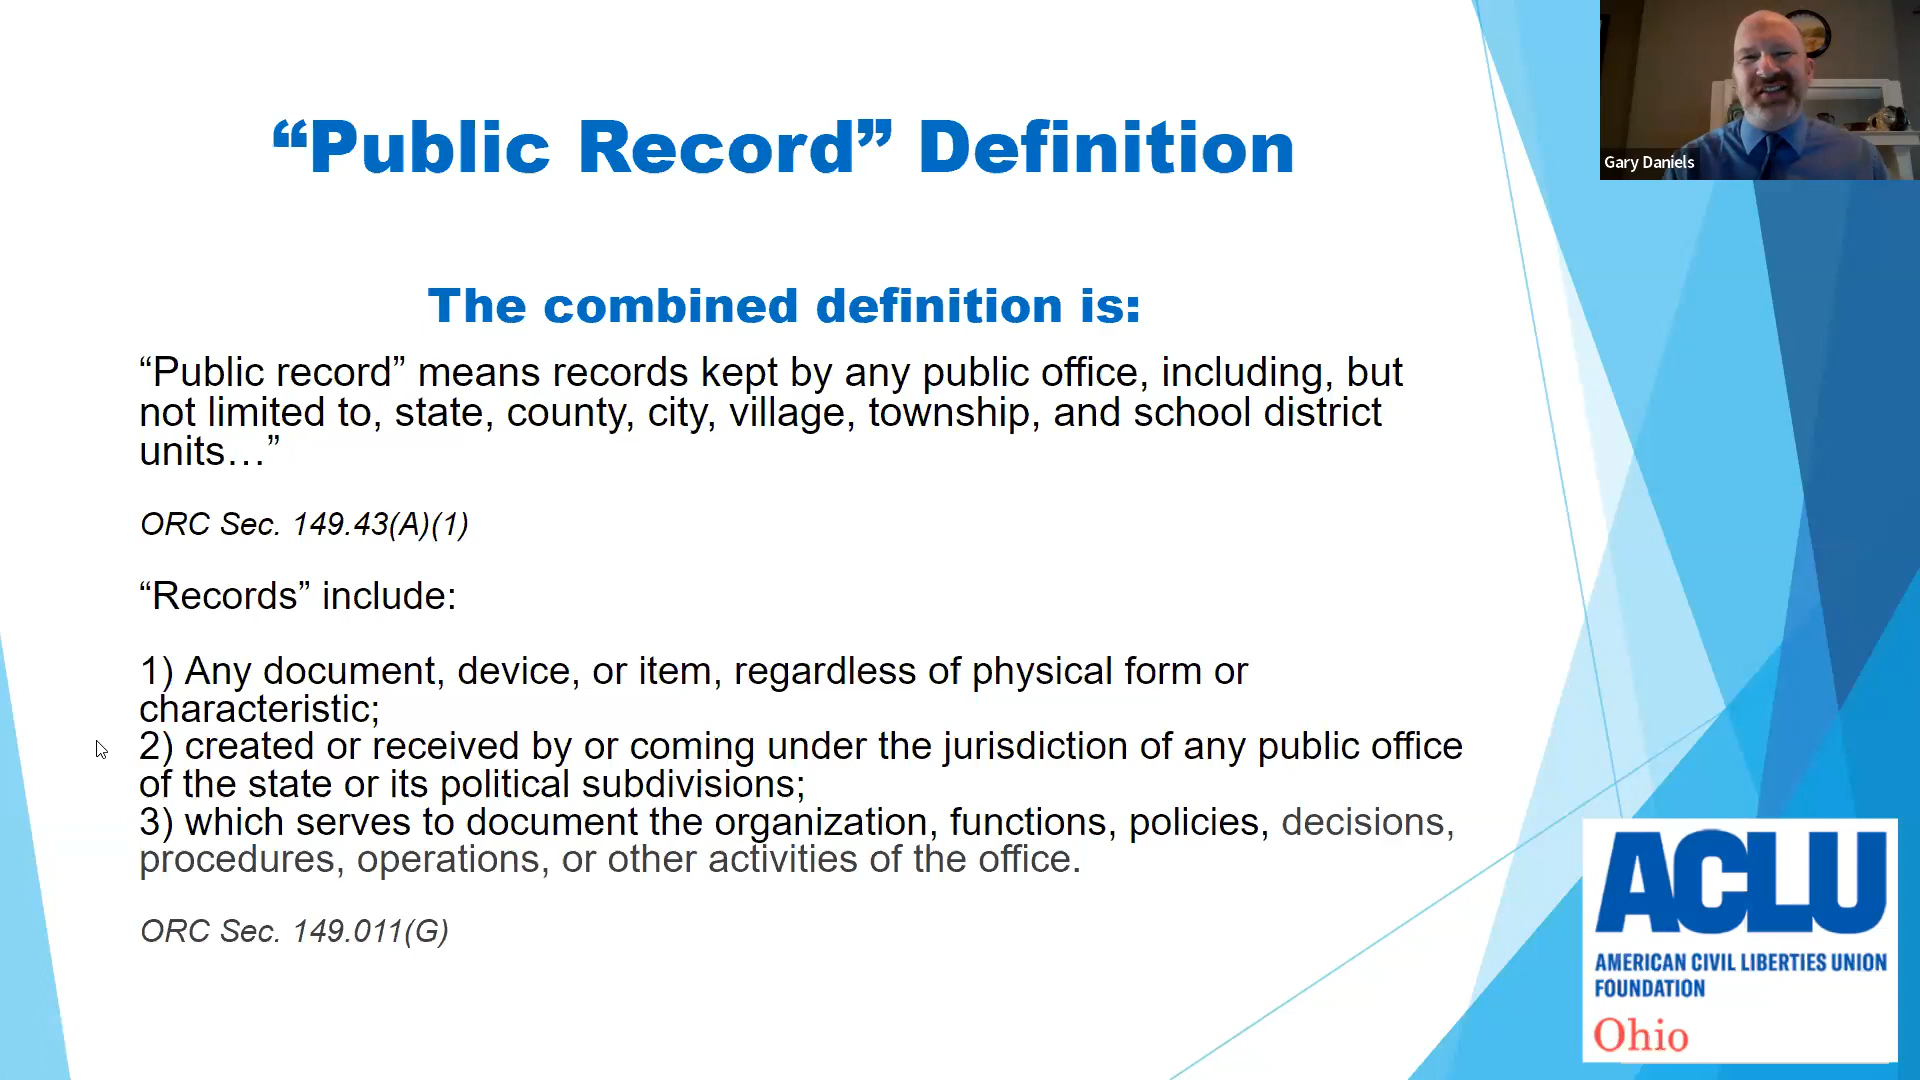 “Public Record” Definition
Gary Daniels
The combined definition is:
“Public record” means records kept by any public office, including, but
not limited to, state, county, city, village, township, and school district
units…”
ORC Sec. 149.43(A)(1)
“Records” include:
1) Any document, device, or item, regardless of physical form or
characteristic;
2) created or received by or coming under the jurisdiction of any public office
of the state or its political subdivisions;
3) which serves to document the organization, functions, policies, decisions,
procedures, operations, or other activities of the office.
ORC Sec. 149.011(G)
ACLU
AMERICAN CIVIL LIBERTIES UNION
FOUNDATION
Ohio